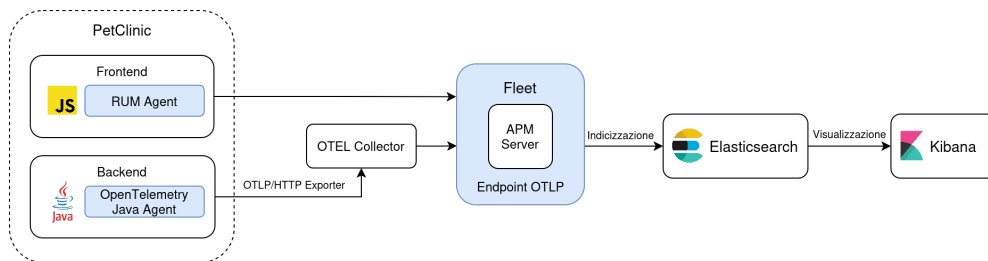 PetClinic
Frontend
JS
RUM Agent
Backend
Java
OpenTelemetry
Java Agent
OTLP/HTTP Exporter
OTEL Collector
Fleet
APM
Server
Endpoint OTLP
Indicizzazione
Elasticsearch
Visualizzazione
Kibana